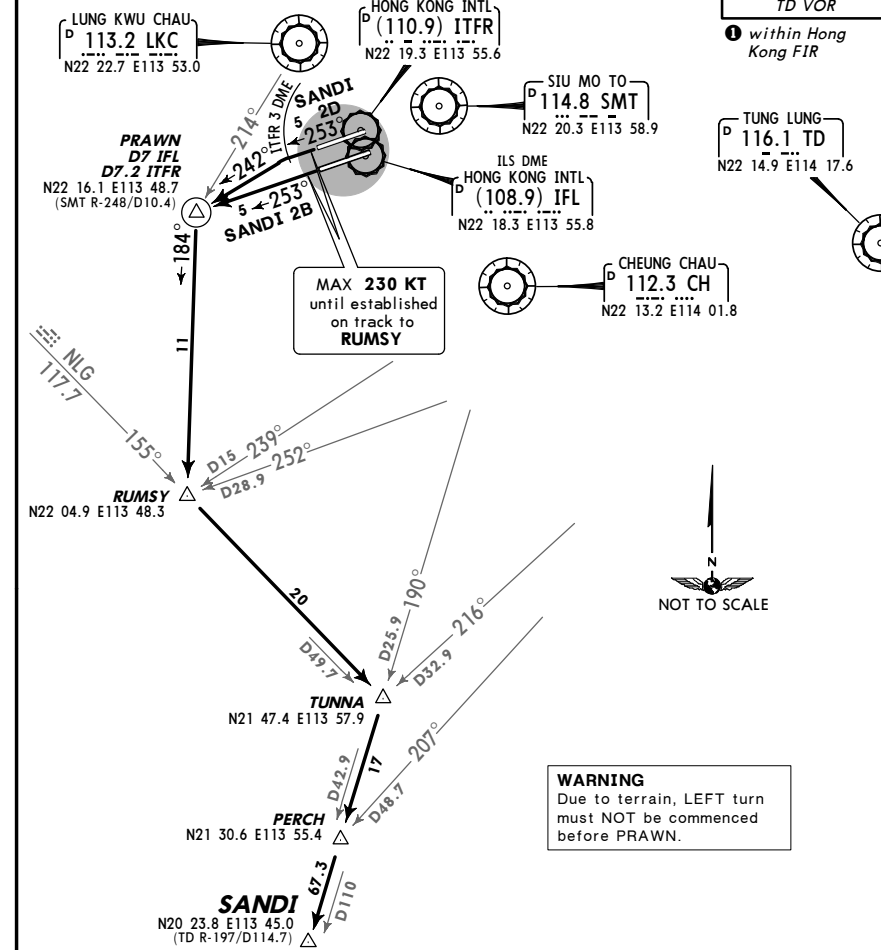 LUNG KWU CHAU
D 113.2 LKC
N22 22.7 E113 53.0
HONG KONG INTL
D (110.9) ITFR
N22 19.3 E113 55.6
TD VOR
❶ within Hong
Kong FIR
SIU MO TO
D 114.8 SMT
N22 20.3 E113 58.9
TUNG LUNG
D 116.1 TD
N22 14.9 E114 17.6
ILS DME
HONG KONG INTL
D (108.9) IFL
N22 18.3 E113 55.8
CHEUNG CHAU
D 112.3 CH
N22 13.2 E114 01.8
PRAWN
D7 IFL
D7.2 ITFR
N22 16.1 E113 48.7
(SMT R-248/D10.4)
214°
ITFR 3 DME
SANDI
2D
5
253°
242°
5
253°
SANDI 2B
184°
11
MAX 230 KT
until established
on track to
RUMSY
NLG
117.7
155°
D15 239°
D28.9 252°
RUMSY
N22 04.9 E113 48.3
20
D49.7
D25.9 190°
D32.9 216°
N
NOT TO SCALE
TUNNA
N21 47.4 E113 57.9
17
D42.9
D48.7 207°
PERCH
N21 30.6 E113 55.4
WARNING
Due to terrain, LEFT turn
must NOT be commenced
before PRAWN.
67.3
D110
SANDI
N20 23.8 E113 45.0
(TD R-197/D114.7)